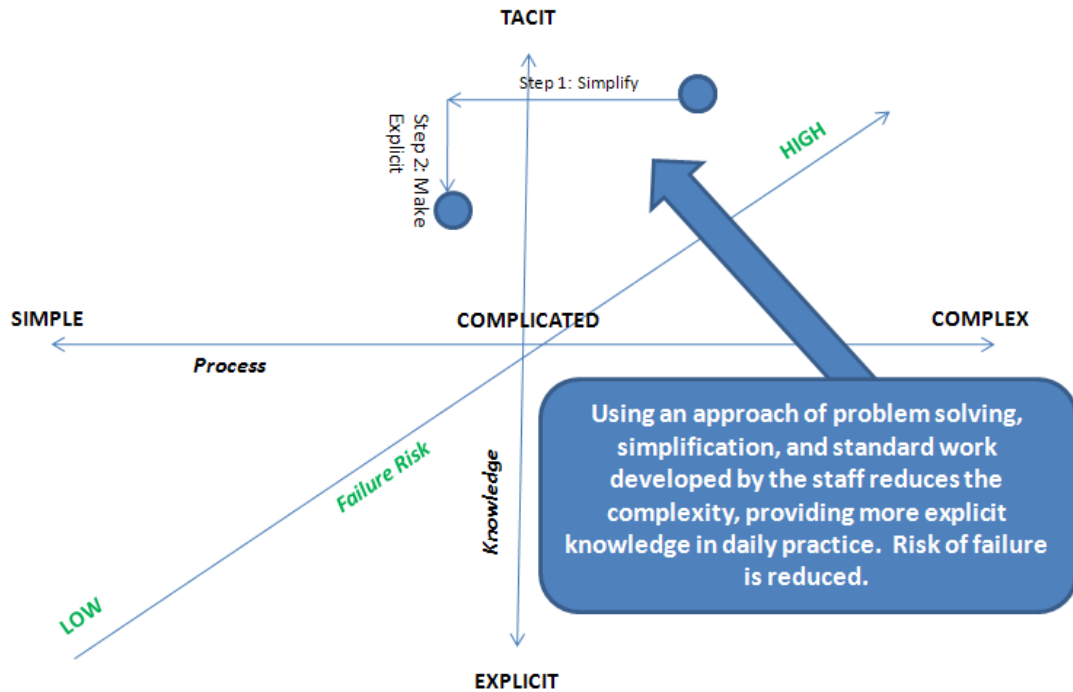 TACIT
Step 1: Simplify
Step 2: Make
Explicit
HIGH
SIMPLE
COMPLICATED
COMPLEX
Process
Failure Risk
Knowledge
Using an approach of problem solving,
simplification, and standard work
developed by the staff reduces the
complexity, providing more explicit
knowledge in daily practice.  Risk of failure
is reduced.
LOW
EXPLICIT